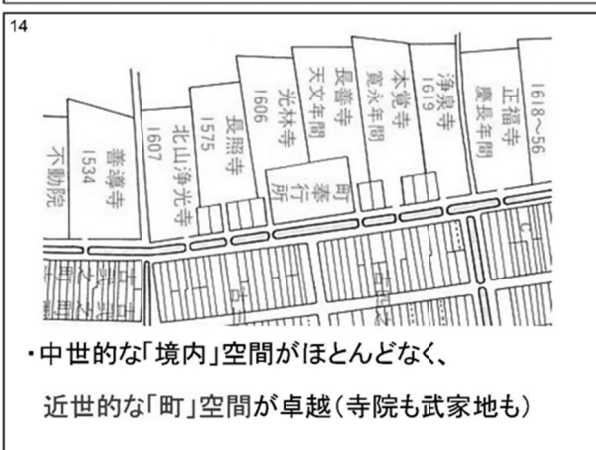 14
1618~56
正福寺
慶長年間
浄泉寺
1619
本覚寺
寛永年間
長善寺
天文年間
光林寺
1606
長照寺
1575
北山浄光寺
1607
善導寺
1534
不動院
町奉行所
・中世的な「境内」空間がほとんどなく、
近世的な「町」空間が卓越(寺院も武家地も)